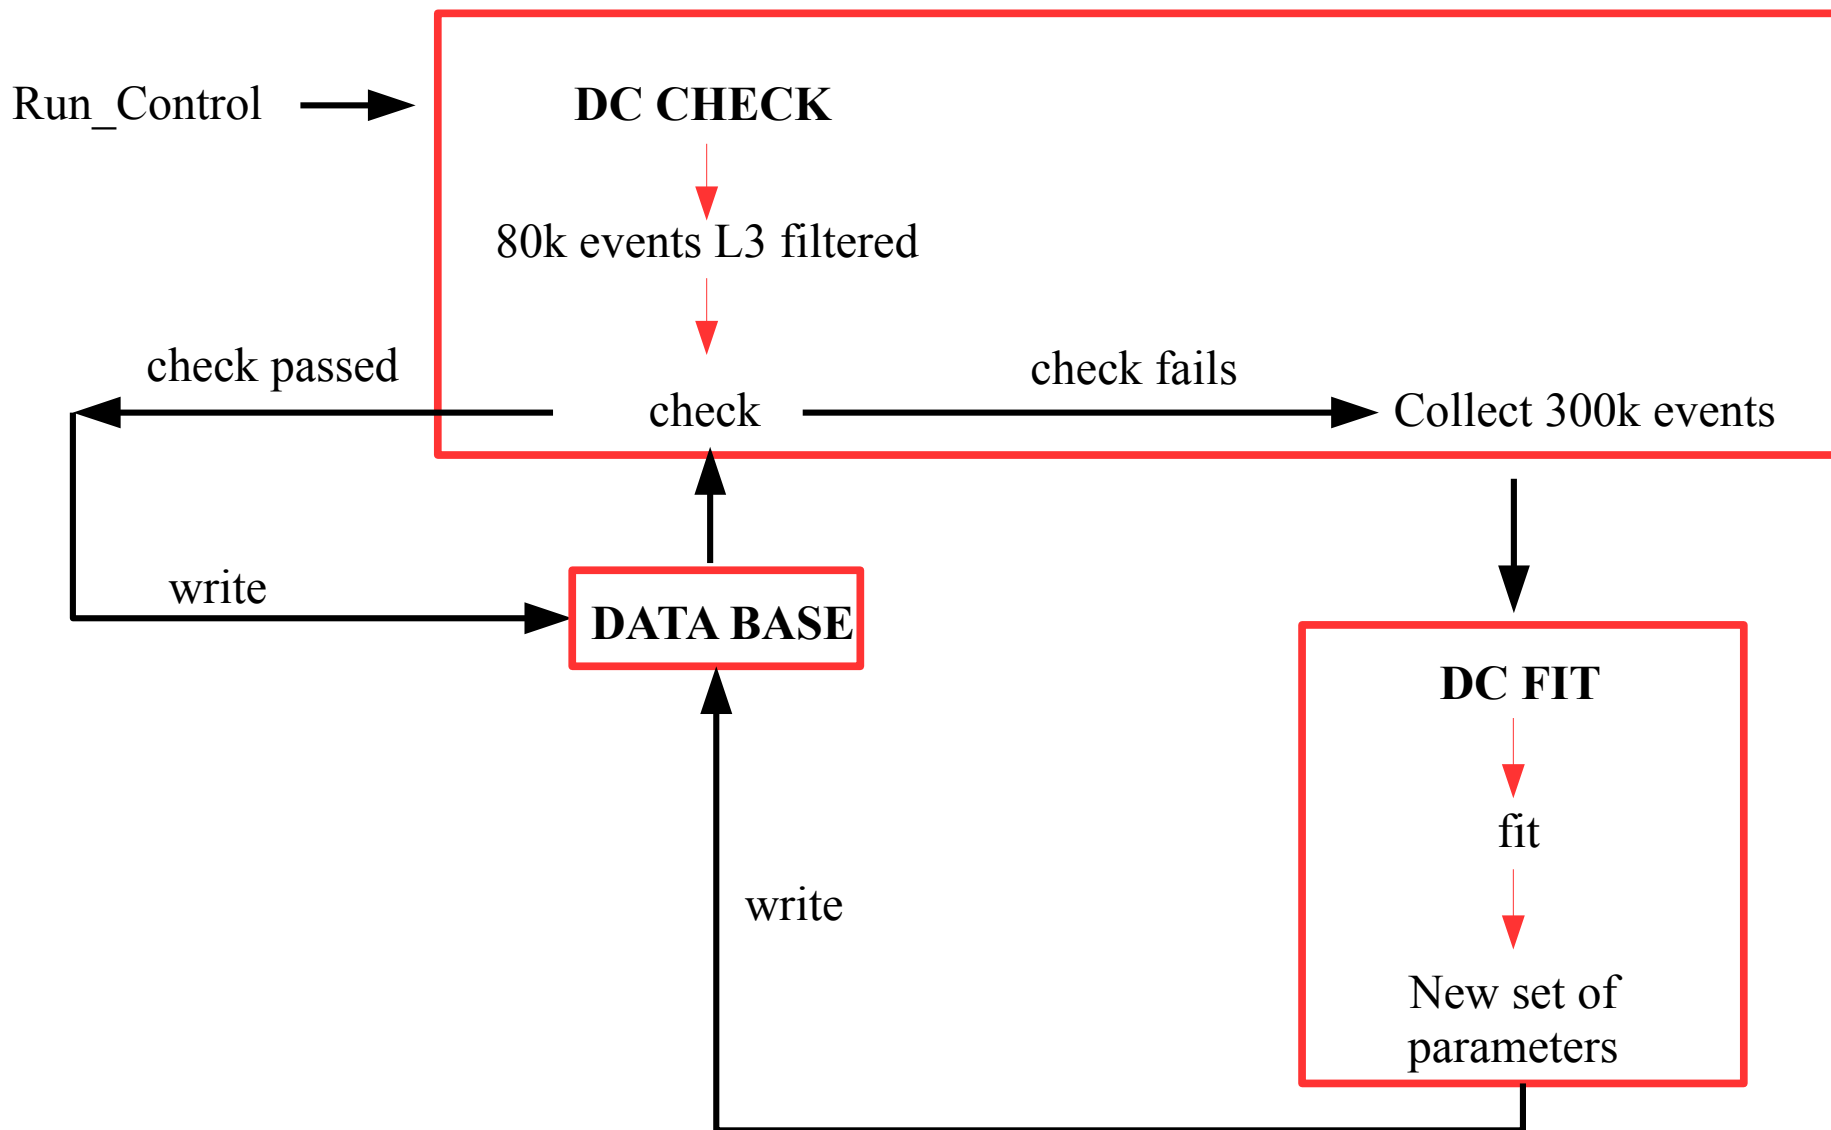 Run_Control
DC CHECK
80k events L3 filtered
check passed
check fails
check
Collect 300k events
write
DATA BASE
DC FIT
fit
write
New set of
parameters